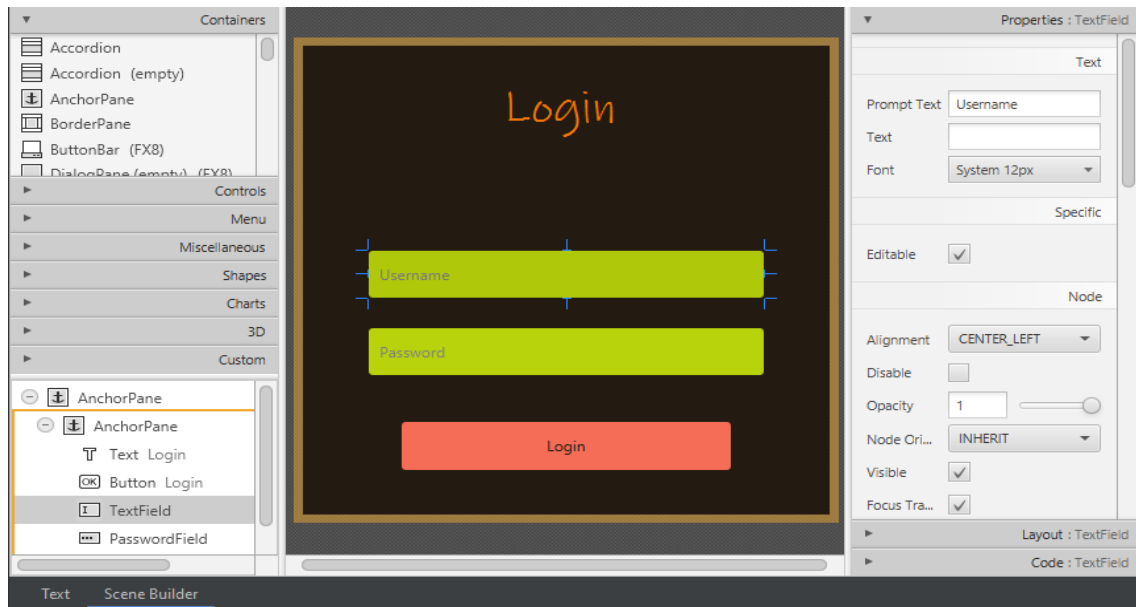 Containers
Accordion
Accordion (empty)
AnchorPane
BorderPane
ButtonBar (FX8)
DialogPane (empty) (FX8)
Controls
Menu
Miscellaneous
Shapes
Charts
3D
Custom
AnchorPane
AnchorPane
Text Login
Button Login
TextField
PasswordField
Text Scene Builder
Login
Username
Password
Login
Properties : TextField
Text
Prompt Text Username
Text
Font System 12px
Specific
Editable
Node
Alignment CENTER_LEFT
Disable
Opacity 1
Node Ori... INHERIT
Visible
Focus Tra...
Layout : TextField
Code : TextField